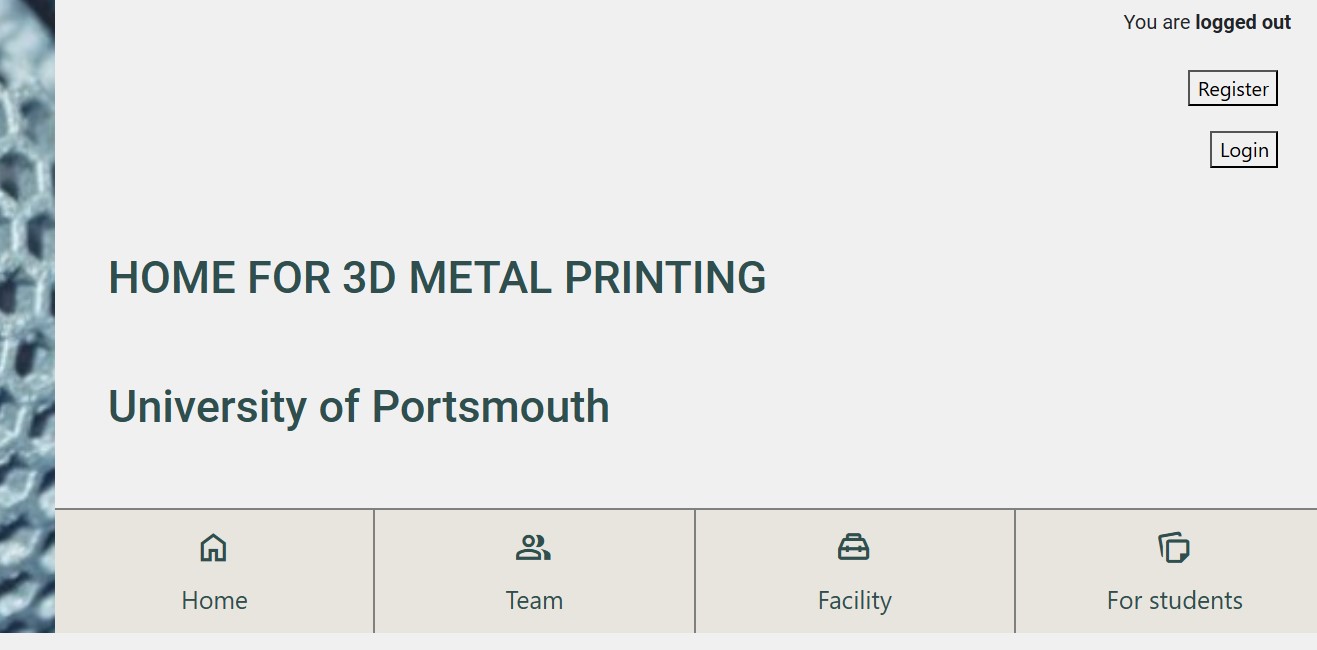 You are logged out
Register
Login
HOME FOR 3D METAL PRINTING
University of Portsmouth
Home
Team
Facility
For students